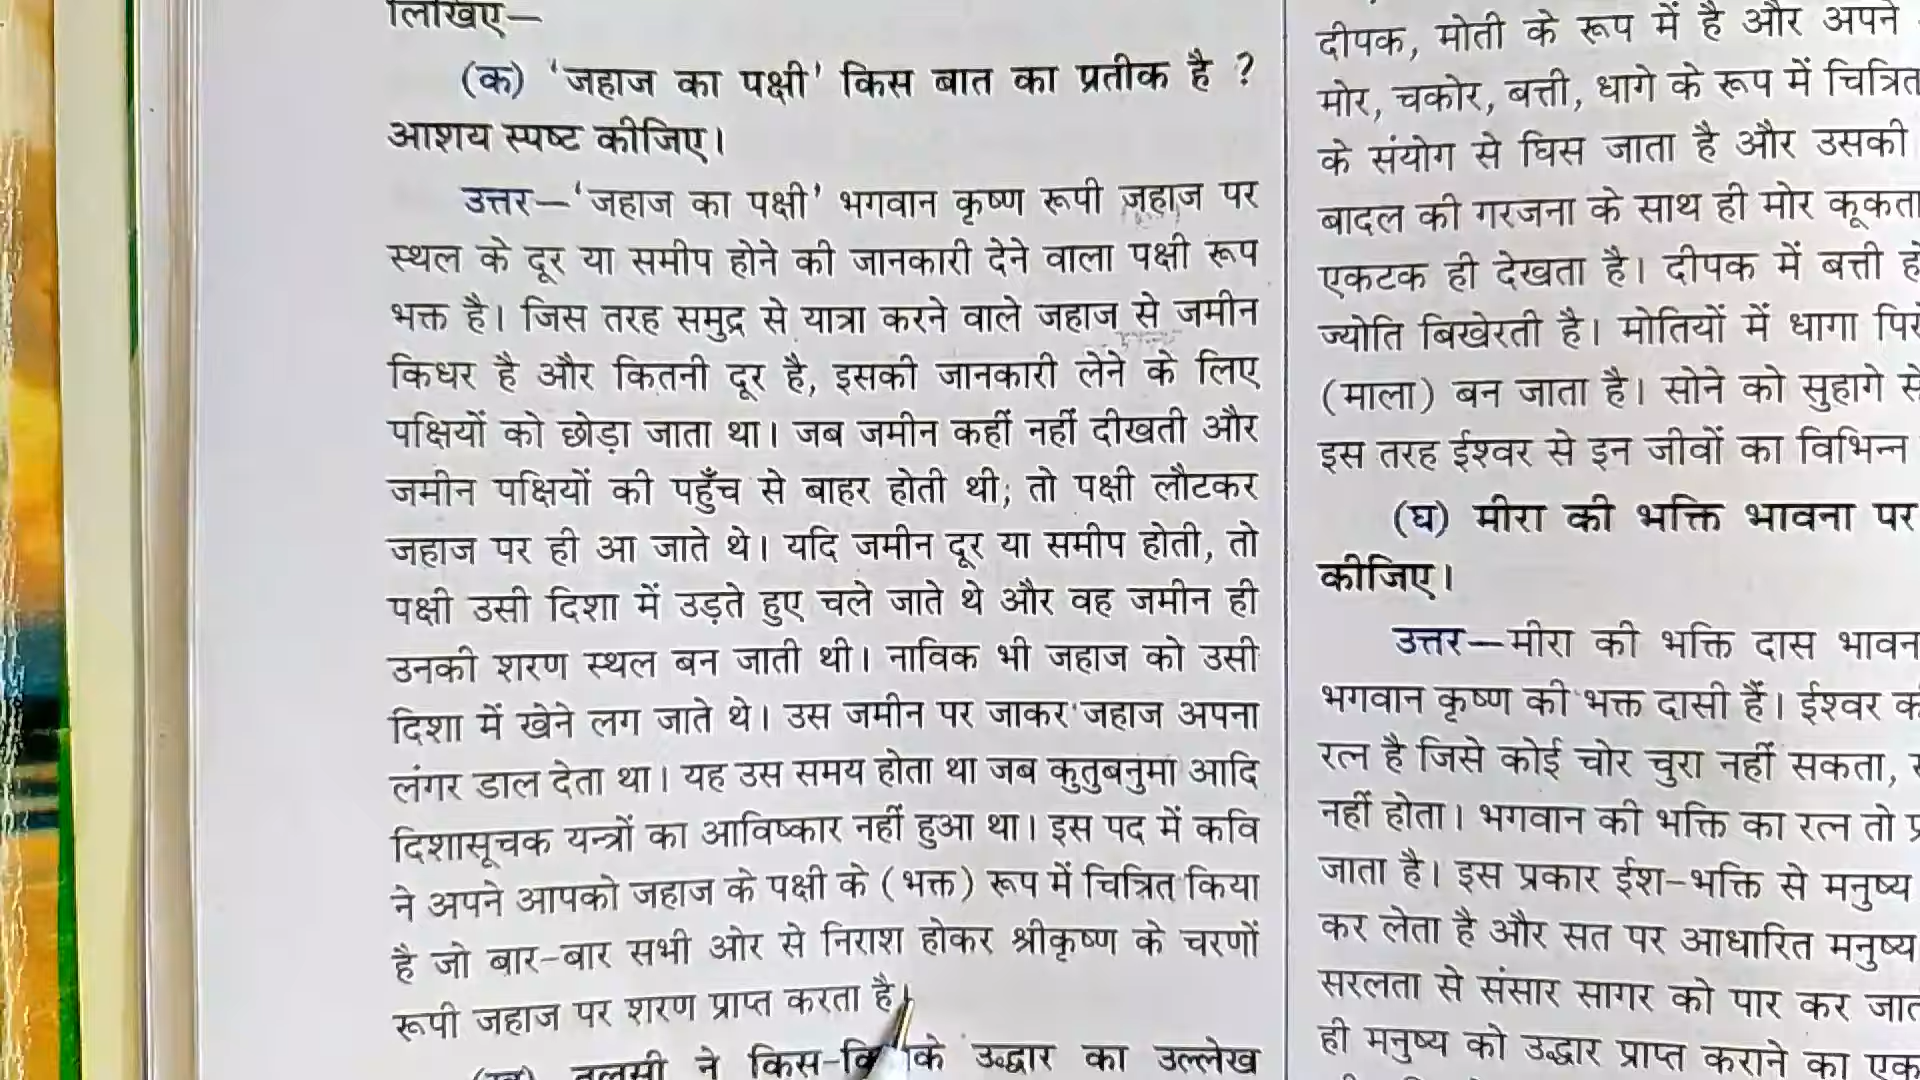 लिखिए—
(क) 'जहाज का पक्षी' किस बात का प्रतीक है ?
आशय स्पष्ट कीजिए।
उत्तर—'जहाज का पक्षी' भगवान कृष्ण रूपी जहाज पर
स्थल के दूर या समीप होने की जानकारी देने वाला पक्षी रूप
भक्त है। जिस तरह समुद्र से यात्रा करने वाले जहाज से जमीन
किधर है और कितनी दूर है, इसकी जानकारी लेने के लिए
पक्षियों को छोड़ा जाता था। जब जमीन कहीं नहीं दीखती और
जमीन पक्षियों की पहुँच से बाहर होती थी; तो पक्षी लौटकर
जहाज पर ही आ जाते थे। यदि जमीन दूर या समीप होती, तो
पक्षी उसी दिशा में उड़ते हुए चले जाते थे और वह जमीन ही
उनकी शरण स्थल बन जाती थी। नाविक भी जहाज को उसी
दिशा में खेने लग जाते थे। उस जमीन पर जाकर जहाज अपना
लंगर डाल देता था। यह उस समय होता था जब कुतुबनुमा आदि
दिशासूचक यन्त्रों का आविष्कार नहीं हुआ था। इस पद में कवि
ने अपने आपको जहाज के पक्षी के (भक्त) रूप में चित्रित किया
है जो बार-बार सभी ओर से निराश होकर श्रीकृष्ण के चरणों
रूपी जहाज पर शरण प्राप्त करता है।
(ख) तुलसी ने उद्धार का उल्लेख
दीपक, मोती के रूप में है और अपने
मोर, चकोर, बत्ती, धागे के रूप में चित्रित
के संयोग से घिस जाता है और उसकी
बादल की गरजना के साथ ही मोर कूकता
एकटक ही देखता है। दीपक में बत्ती
ज्योति बिखेरती है। मोतियों में धागा
(माला) बन जाता है। सोने को सुहागे से
इस तरह ईश्वर से इन जीवों का विभिन्न
(घ) मीरा की भक्ति भावना पर
कीजिए।
उत्तर—मीरा की भक्ति दास
भगवान कृष्ण की भक्त दासी हैं। ईश्वर
रत्न है जिसे कोई चोर चुरा नहीं सकता,
नहीं होता। भगवान की भक्ति का रत्न तो
जाता है। इस प्रकार ईश-भक्ति से मनुष्य
कर लेता है और सत पर आधारित मनुष्य
सरलता से संसार सागर को पार कर
ही मनुष्य को उद्धार प्राप्त कराने का एक